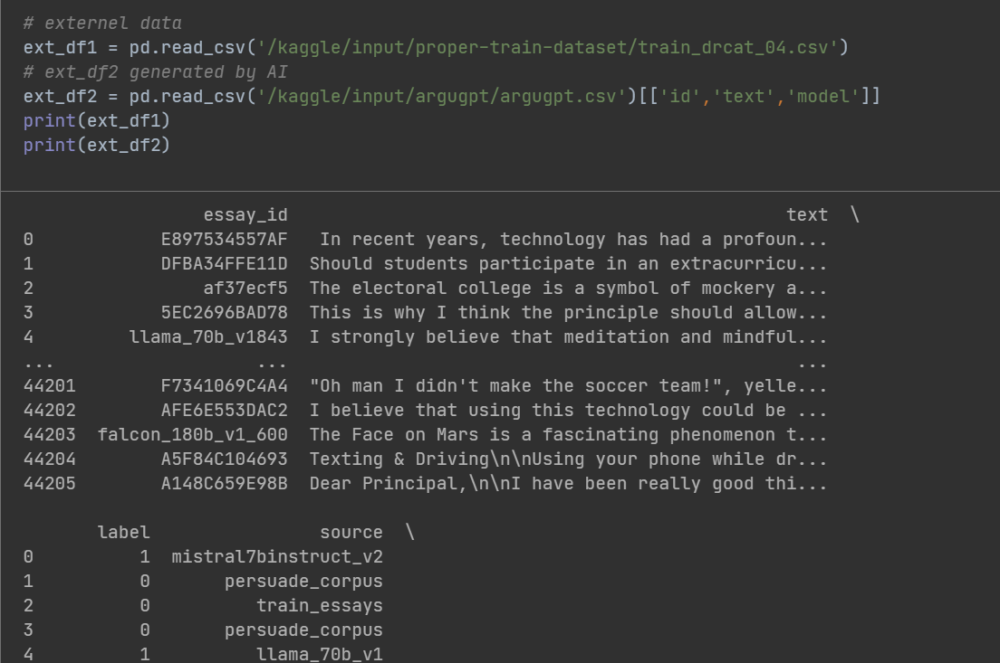 # externel data
ext_df1 = pd.read_csv('/kaggle/input/proper-train-dataset/train_drcat_04.csv')
# ext_df2 generated by AI
ext_df2 = pd.read_csv('/kaggle/input/argugpt/argugpt.csv')[['id','text','model']]
print(ext_df1)
print(ext_df2)
essay_id text \
0 E897534557AF In recent years, technology has had a profoun...
1 DFBA34FFE11D Should students participate in an extracurricu...
2 af37ecf5 The electoral college is a symbol of mockery a...
3 5EC2696BAD78 This is why I think the principle should allow...
4 llama_70b_v1843 I strongly believe that meditation and mindful...
... ... ...
44201 F7341069C4A4 "Oh man I didn't make the soccer team!", yelle...
44202 AFE6E553DAC2 I believe that using this technology could be ...
44203 falcon_180b_v1_600 The Face on Mars is a fascinating phenomenon t...
44204 A5F84C104693 Texting & Driving\n\nUsing your phone while dr...
44205 A148C659E98B Dear Principal,\n\nI have been really good thi...
label source \
0 1 mistral7binstruct_v2
1 0 persuade_corpus
2 0 train_essays
3 0 persuade_corpus
4 1 llama_70b_v1